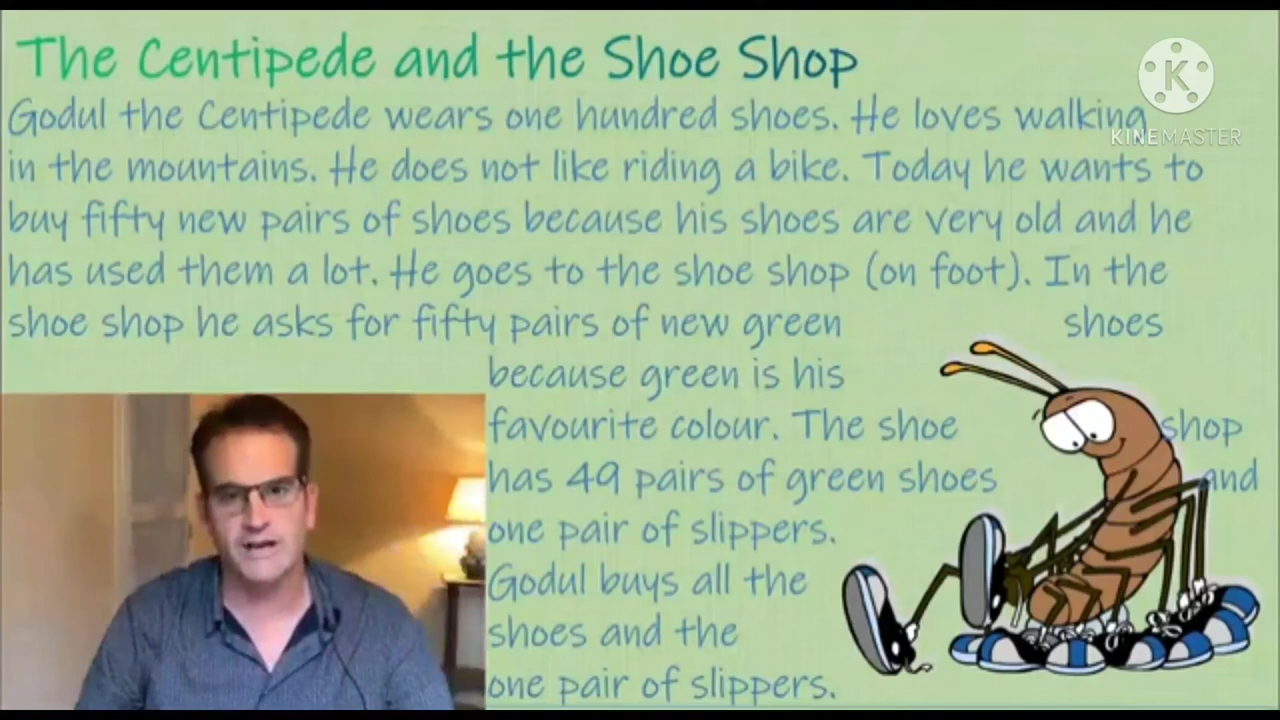 The Centipede and the Shoe Shop
Godul the Centipede wears one hundred shoes. He loves walking
KINEMASTER
in the mountains. He does not like riding a bike. Today he wants to
buy fifty new pairs of shoes because his shoes are very old and he
has used them a lot. He goes to the shoe shop (on foot). In the
shoe shop he asks for fifty pairs of new green shoes
because green is his
favourite colour. The shoe shop
has 49 pairs of green shoes and
one pair of slippers.
Godul buys all the
shoes and the
one pair of slippers.